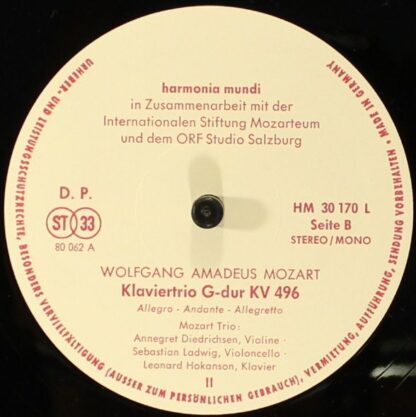 harmonia mundi
in Zusammenarbeit mit der
Internationalen Stiftung Mozarteum
und dem ORF Studio Salzburg
D. P.
ST 33
80 062 A
HM 30 170 L
Seite B
STEREO/MONO
WOLFGANG AMADEUS MOZART
Klaviertrio G-dur KV 496
Allegro - Andante - Allegretto
Mozart Trio:
Annegret Diedrichsen, Violine ·
Sebastian Ladwig, Violoncello ·
Leonard Hokanson, Klavier
II
URHEBER- UND LEISTUNGSSCHUTZRECHTE, BESONDERS VERVIELFÄLTIGUNG (AUSSER ZUM PERSÖNLICHEN GEBRAUCH), VERMIETUNG, AUFFÜHRUNG, SENDUNG VORBEHALTEN • MADE IN GERMANY